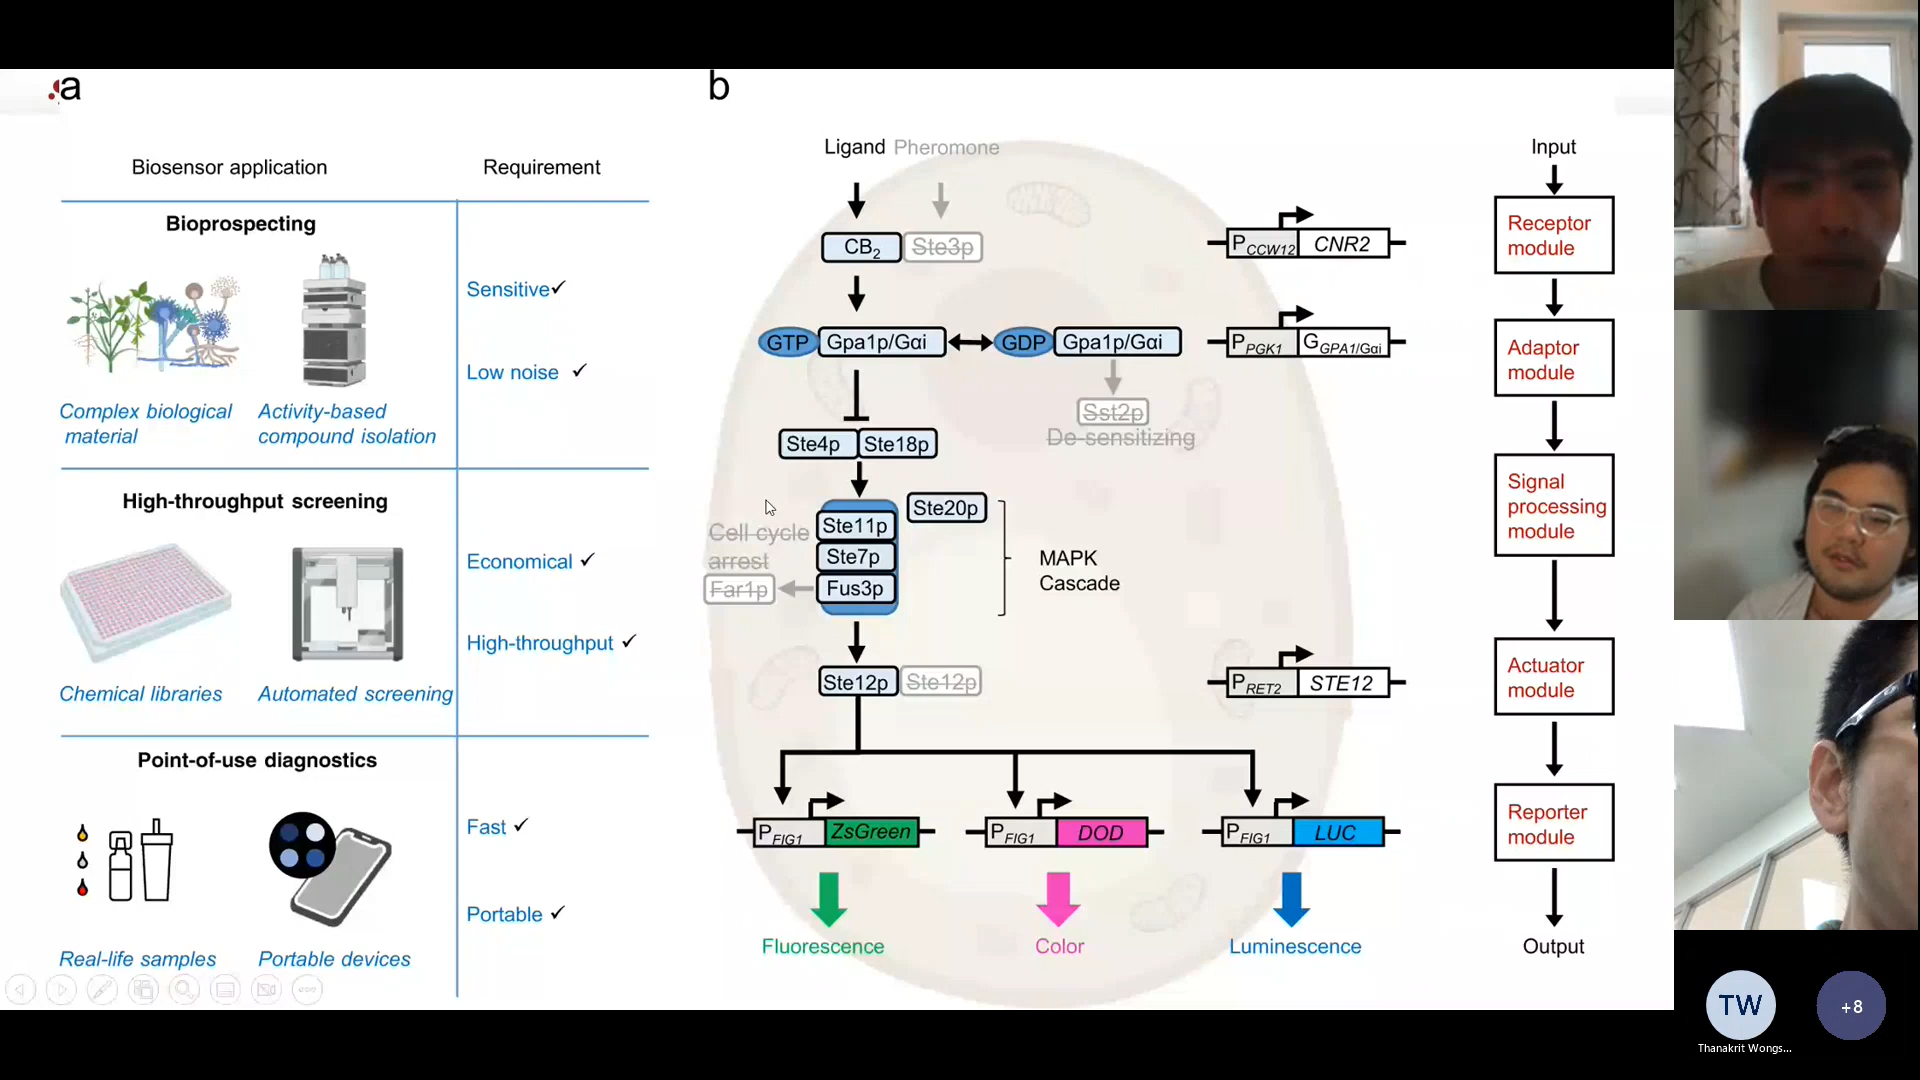 a
Biosensor application
Requirement
Bioprospecting
Sensitive✓
Low noise ✓
Complex biological
material
Activity-based
compound isolation
High-throughput screening
Economical ✓
High-throughput ✓
Chemical libraries
Automated screening
Point-of-use diagnostics
Fast ✓
Portable ✓
Real-life samples
Portable devices
b
Ligand Pheromone
CB2 Ste3p
GTP Gpa1p/Gαi GDP Gpa1p/Gαi
Sst2p
De-sensitizing
Ste4p Ste18p
Ste20p
Ste11p
Ste7p
Fus3p
Cell cycle
arrest
Far1p
MAPK
Cascade
Ste12p Ste12p
PFIG1 ZsGreen
PFIG1 DOD
PFIG1 LUC
Fluorescence
Color
Luminescence
PCCW12 CNR2
PPGK1 GGPA1/Gαi
PRET2 STE12
Input
Receptor
module
Adaptor
module
Signal
processing
module
Actuator
module
Reporter
module
Output
TW
+8
Thanakrit Wongs...